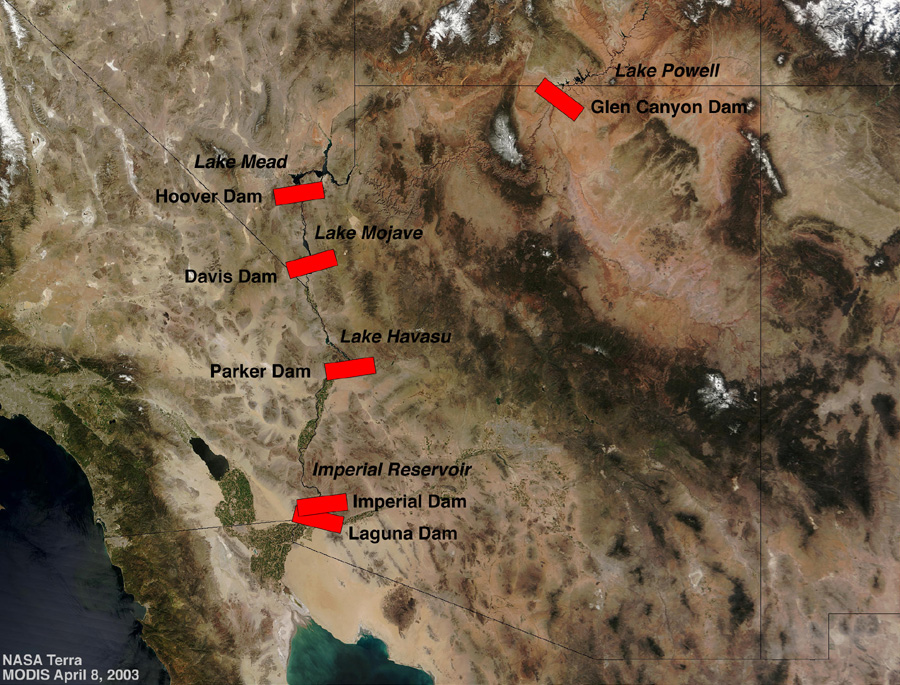 Lake Powell
Glen Canyon Dam
Lake Mead
Hoover Dam
Lake Mojave
Davis Dam
Lake Havasu
Parker Dam
Imperial Reservoir
Imperial Dam
Laguna Dam
NASA Terra
MODIS April 8, 2003